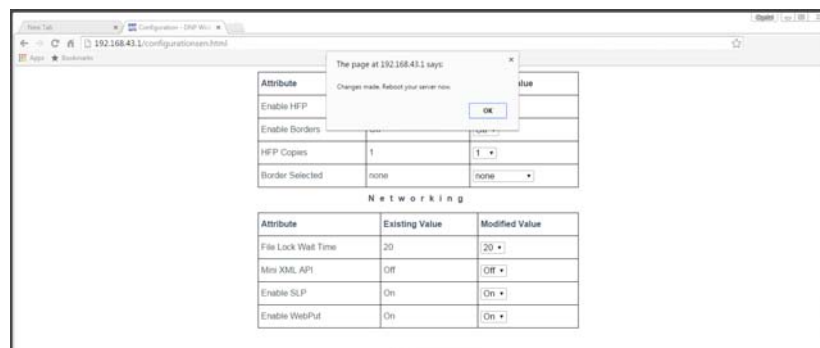 New Tab
Configuration - DNP Wire
192.168.43.1/configurationsen.html
Apps Bookmarks
The page at 192.168.43.1 says:
Changes made. Reboot your server now.
OK
Attribute
Enable HFP
Enable Borders
HFP Copies 1 1
Border Selected none none
Networking
Attribute Existing Value Modified Value
File Lock Wait Time 20 20
Mini XML API Off Off
Enable SLP On On
Enable WebPut On On